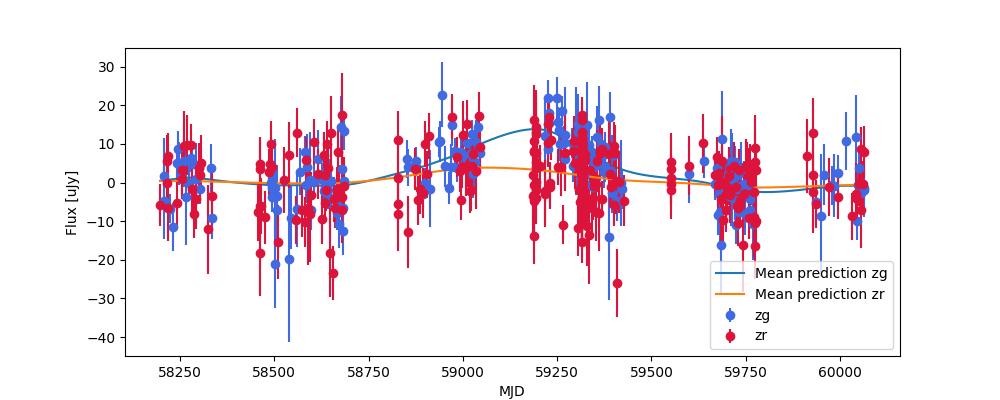 30
20
10
0
−10
−20
−30
−40
Flux [uJy]
58250 58500 58750 59000 59250 59500 59750 60000
MJD
Mean prediction zg
Mean prediction zr
zg
zr